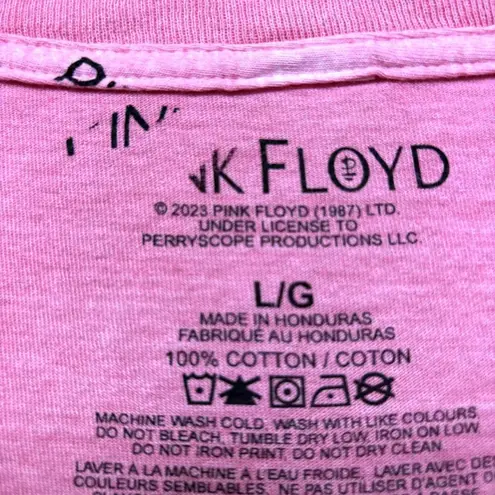 NK FLOYD
© 2023 PINK FLOYD (1987) LTD.
UNDER LICENSE TO
PERRYSCOPE PRODUCTIONS LLC.
L/G
MADE IN HONDURAS
FABRIQUÉ AU HONDURAS
100% COTTON / COTON
MACHINE WASH COLD, WASH WITH LIKE COLOURS
DO NOT BLEACH, TUMBLE DRY LOW, IRON ON LOW
DO NOT IRON PRINT, DO NOT DRY CLEAN
LAVER À LA MACHINE À L'EAU FROIDE, LAVER AVEC DE
COULEURS SEMBLABLES, NE PAS UTILISER D'AGENT D